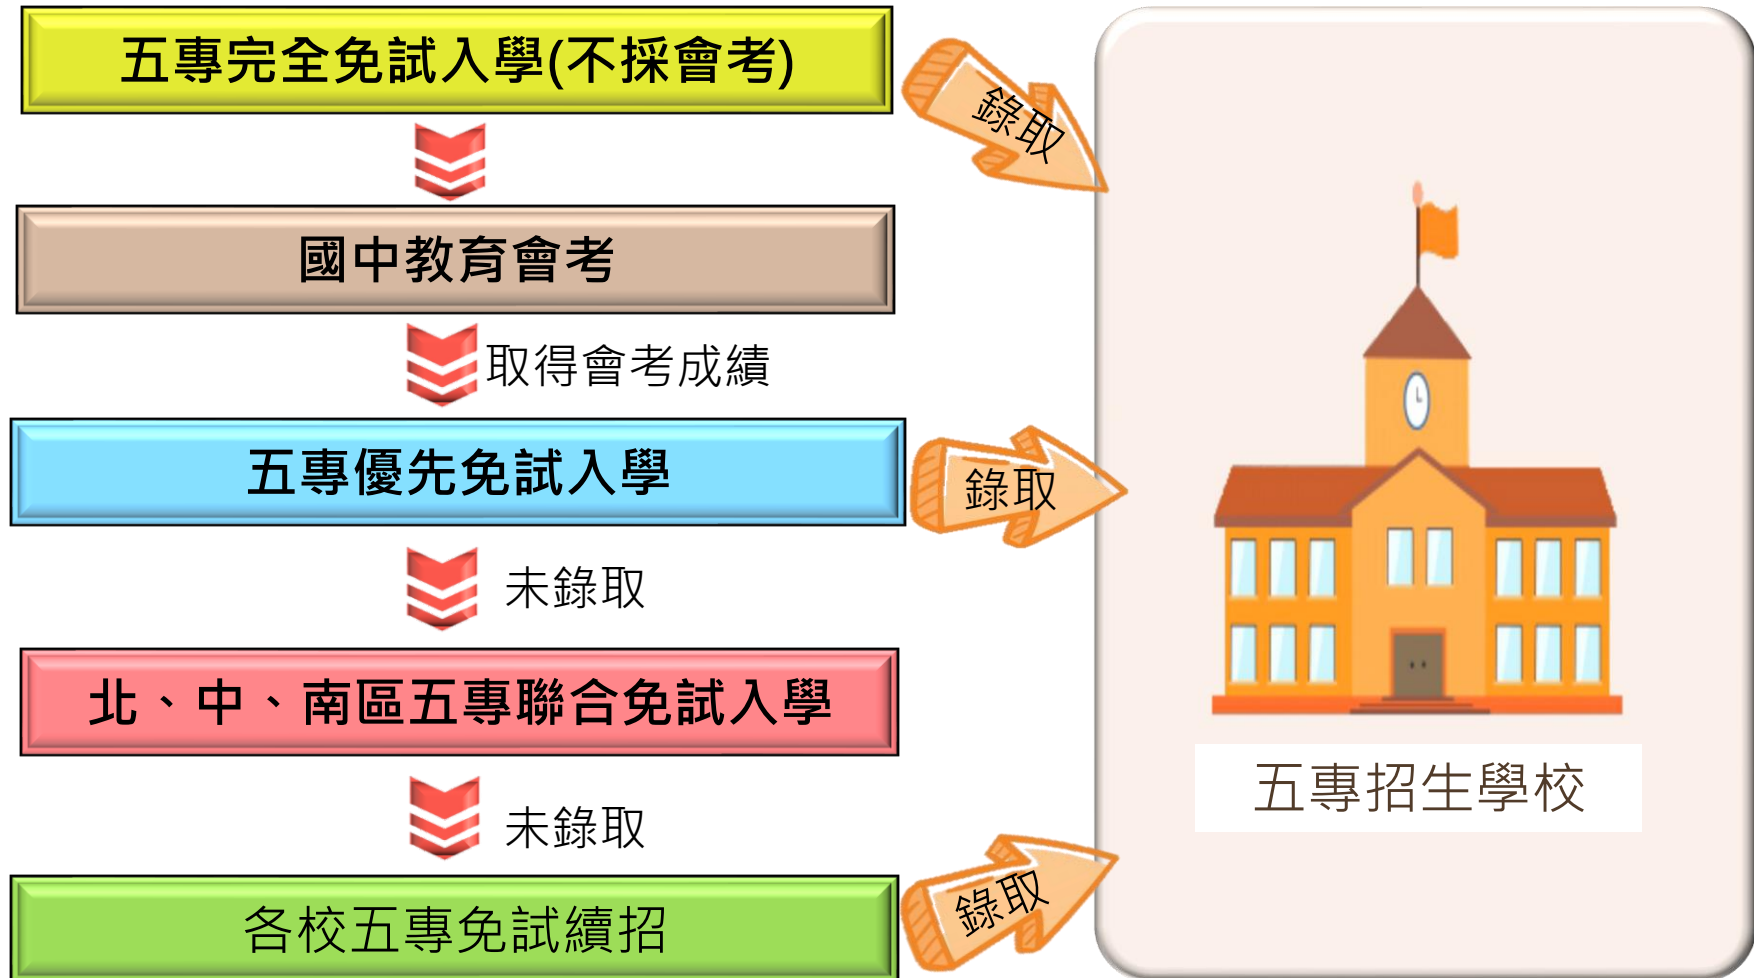 五專完全免試入學(不採會考)
錄取
國中教育會考
取得會考成績
五專優先免試入學
錄取
未錄取
北、中、南區五專聯合免試入學
五專招生學校
未錄取
各校五專免試續招
錄取